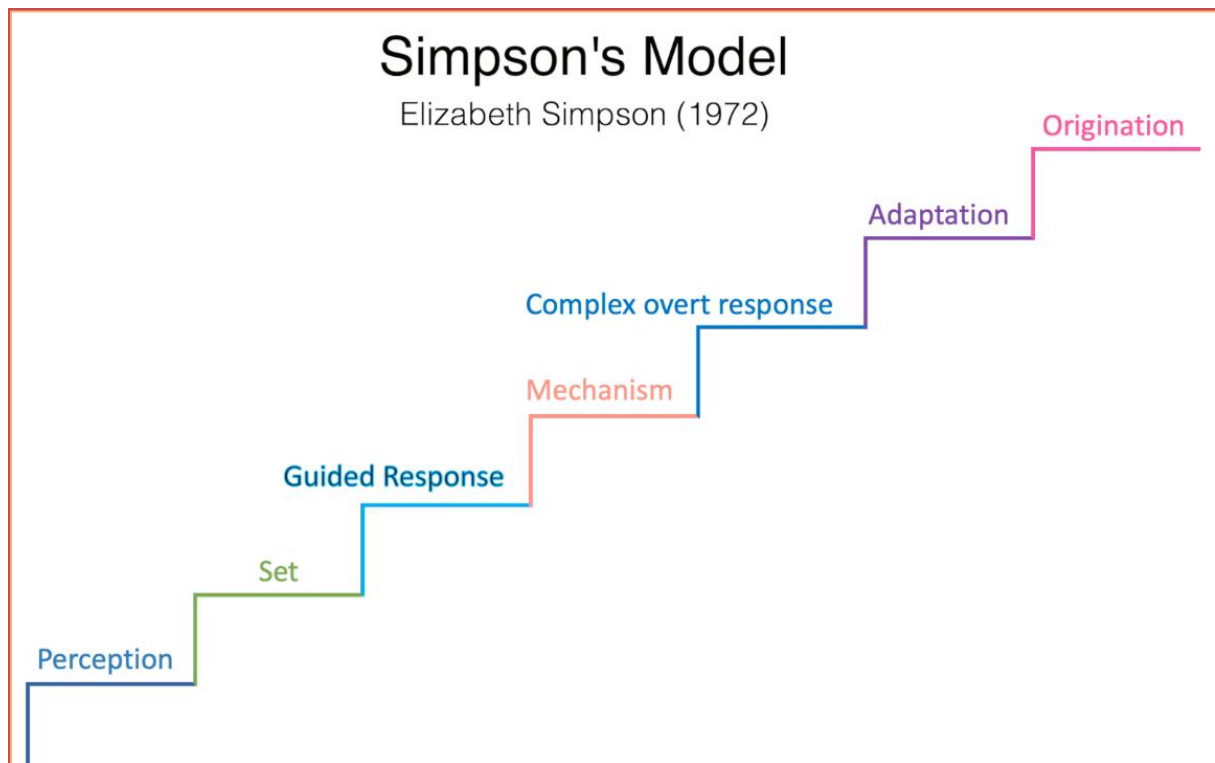 Simpson's Model
Elizabeth Simpson (1972)
Origination
Adaptation
Complex overt response
Mechanism
Guided Response
Set
Perception